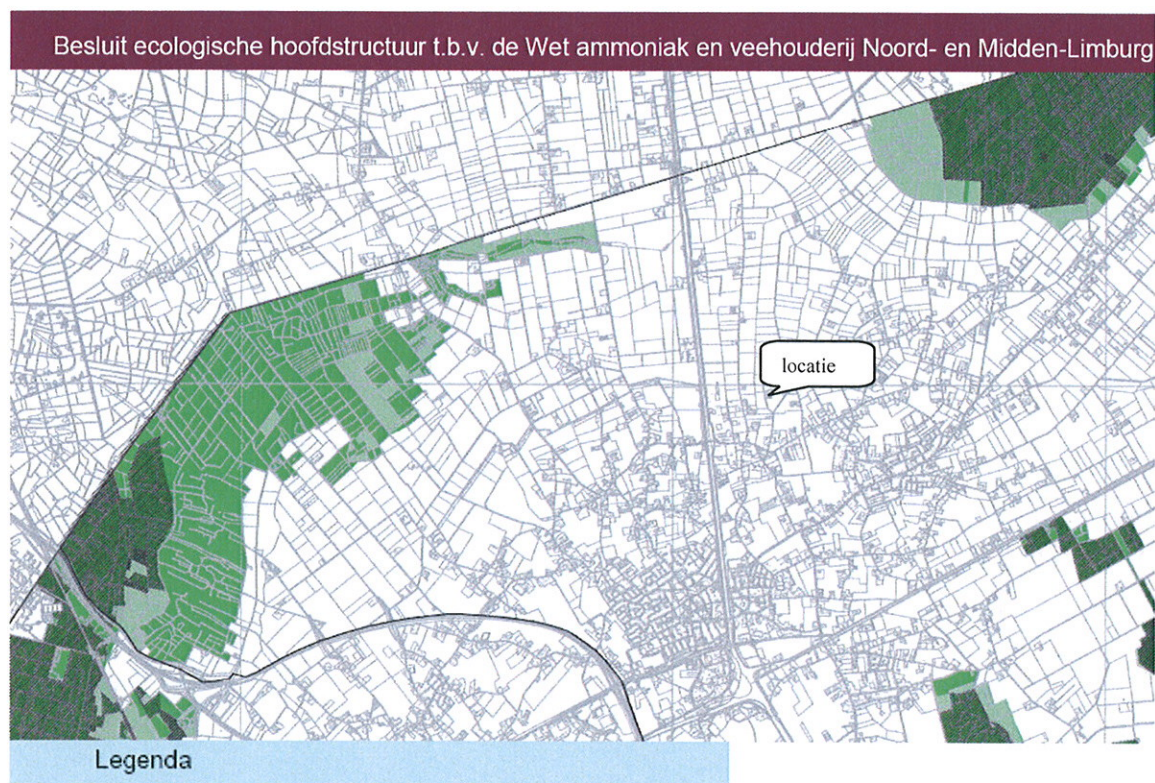 Besluit ecologische hoofdstructuur t.b.v. de Wet ammoniak en veehouderij Noord- en Midden-Limburg
locatie
Legenda